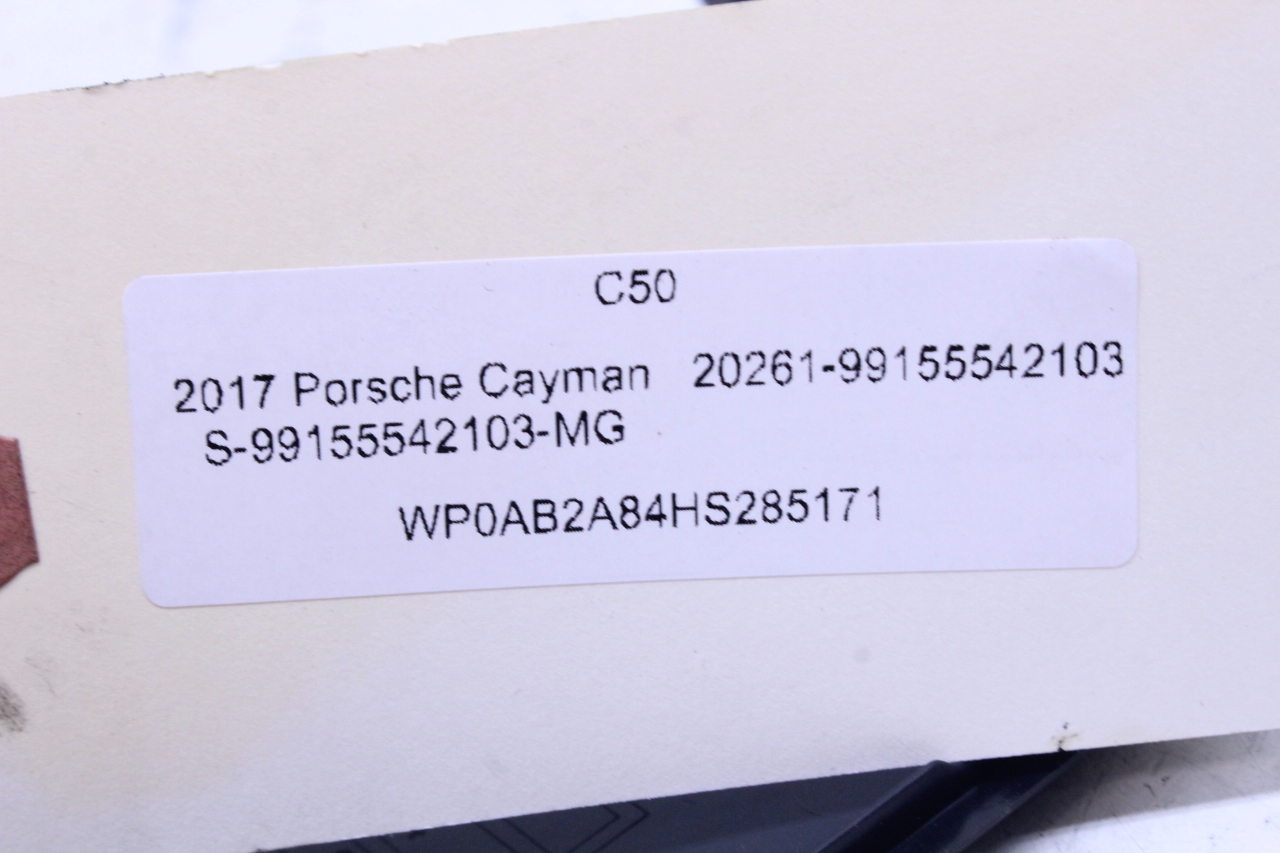 C50
2017 Porsche Cayman 20261-99155542103
S-99155542103-MG
WP0AB2A84HS285171